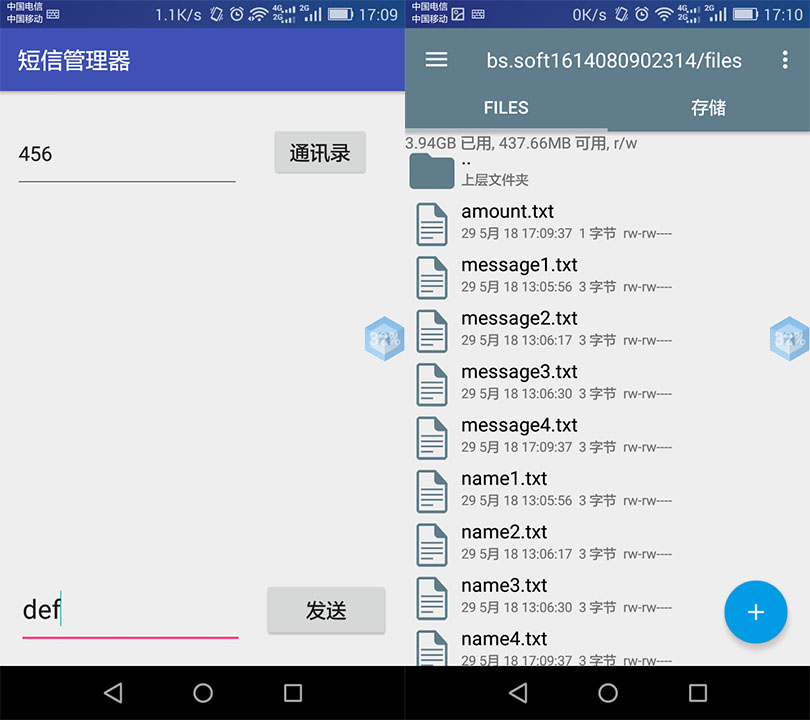 中国电信
中国移动
1.1K/s 4G 2G 2G 17:09
短信管理器
456
通讯录
def
发送
中国电信
中国移动
0K/s 4G 2G 2G 17:10
bs.soft1614080902314/files
FILES
存储
3.94GB 已用, 437.66MB 可用, r/w
..
上层文件夹
amount.txt
29 5月 18 17:09:37 1 字节 rw-rw----
message1.txt
29 5月 18 13:05:56 3 字节 rw-rw----
message2.txt
29 5月 18 13:06:17 3 字节 rw-rw----
message3.txt
29 5月 18 13:06:30 3 字节 rw-rw----
message4.txt
29 5月 18 17:09:37 3 字节 rw-rw----
name1.txt
29 5月 18 13:05:56 3 字节 rw-rw----
name2.txt
29 5月 18 13:06:17 3 字节 rw-rw----
name3.txt
29 5月 18 13:06:30 3 字节 rw-rw----
name4.txt
29 5月 18 17:09:37 3 字节 rw-rw----